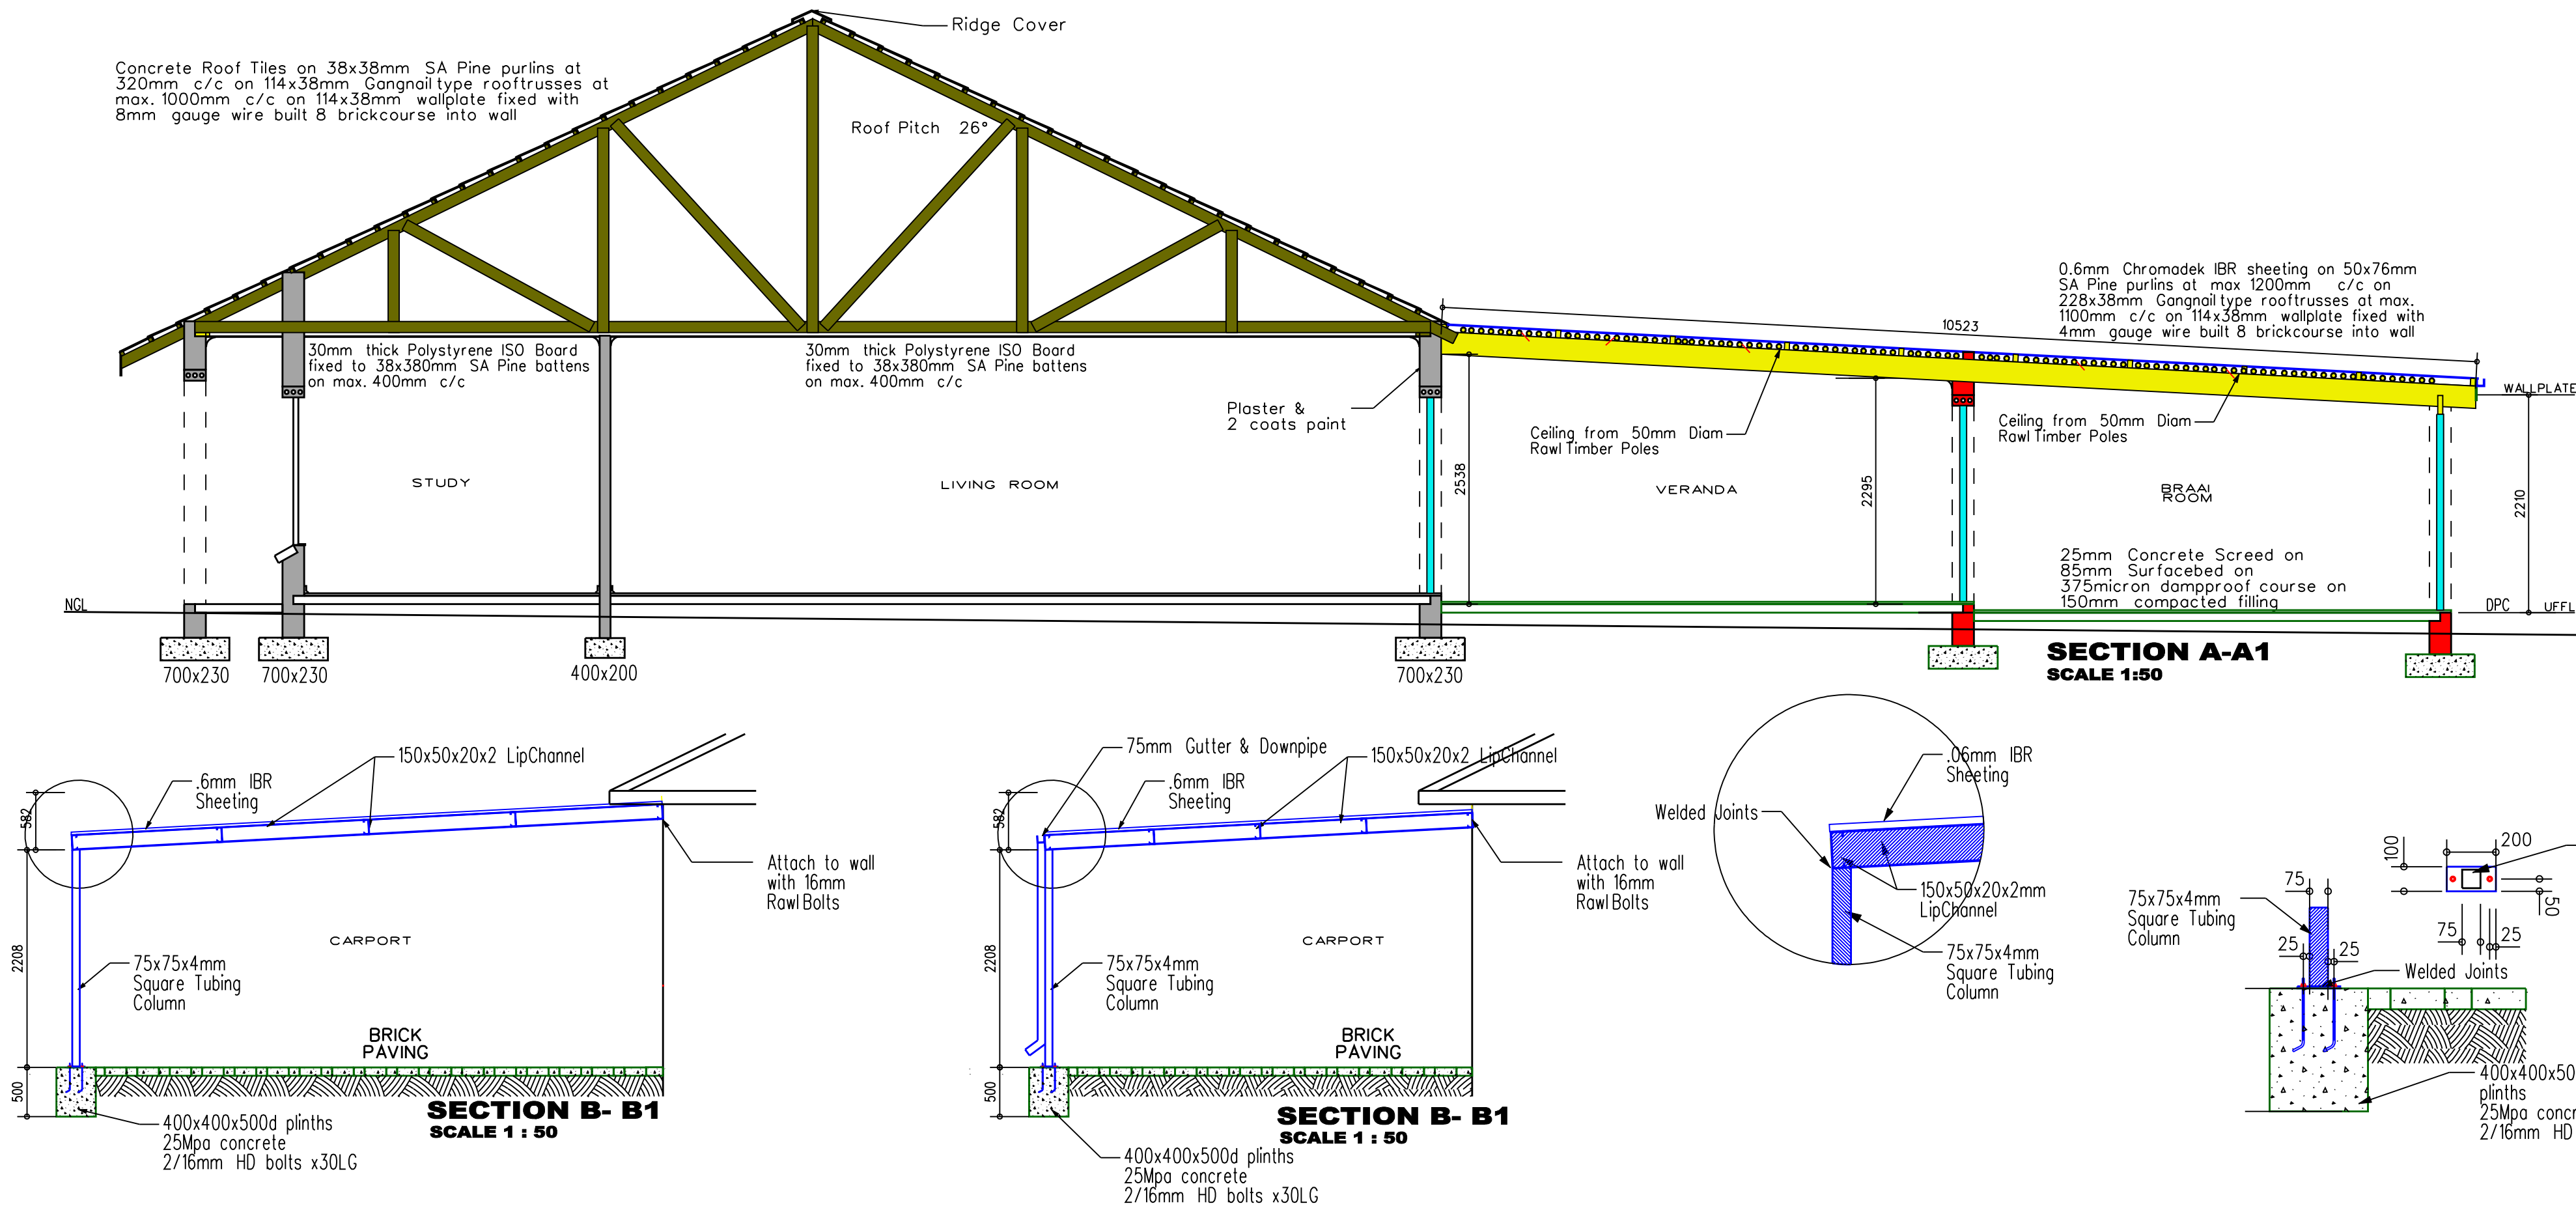 Ridge Cover
Concrete Roof Tiles on 38x38mm SA Pine purlins at
320mm c/c on 114x38mm Gangnail type rooftrusses at
max. 1000mm c/c on 114x38mm wallplate fixed with
8mm gauge wire built 8 brickcourse into wall
Roof Pitch 26°
0.6mm Chromadek IBR sheeting on 50x76mm
SA Pine purlins at max 1200mm c/c on
228x38mm Gangnail type rooftrusses at max.
1100mm c/c on 114x38mm wallplate fixed with
4mm gauge wire built 8 brickcourse into wall
10523
30mm thick Polystyrene ISO Board
fixed to 38x380mm SA Pine battens
on max. 400mm c/c
30mm thick Polystyrene ISO Board
fixed to 38x380mm SA Pine battens
on max. 400mm c/c
WALLPLATE
Plaster &
2 coats paint
Ceiling from 50mm Diam
Rawl Timber Poles
Ceiling from 50mm Diam
Rawl Timber Poles
STUDY
LIVING ROOM
2538
VERANDA
2295
BRAAI
ROOM
2210
25mm Concrete Screed on
85mm Surfacebed on
375micron dampproof course on
150mm compacted filling
NGL
DPC
UFFL
700x230
700x230
400x200
700x230
SECTION A-A1
SCALE 1:50
582
.6mm IBR
Sheeting
150x50x20x2 LipChannel
Attach to wall
with 16mm
Rawl Bolts
2208
CARPORT
75x75x4mm
Square Tubing
Column
BRICK
PAVING
500
SECTION B- B1
SCALE 1 : 50
400x400x500d plinths
25Mpa concrete
2/16mm HD bolts x30LG
75mm Gutter & Downpipe
582
.6mm IBR
Sheeting
150x50x20x2 LipChannel
Attach to wall
with 16mm
Rawl Bolts
2208
CARPORT
75x75x4mm
Square Tubing
Column
BRICK
PAVING
500
SECTION B- B1
SCALE 1 : 50
400x400x500d plinths
25Mpa concrete
2/16mm HD bolts x30LG
.06mm IBR
Sheeting
Welded Joints
150x50x20x2mm
LipChannel
75x75x4mm
Square Tubing
Column
100
200
50
75
25
75
75x75x4mm
Square Tubing
Column
25
25
Welded Joints
400x400x50
plinths
25Mpa concr
2/16mm HD